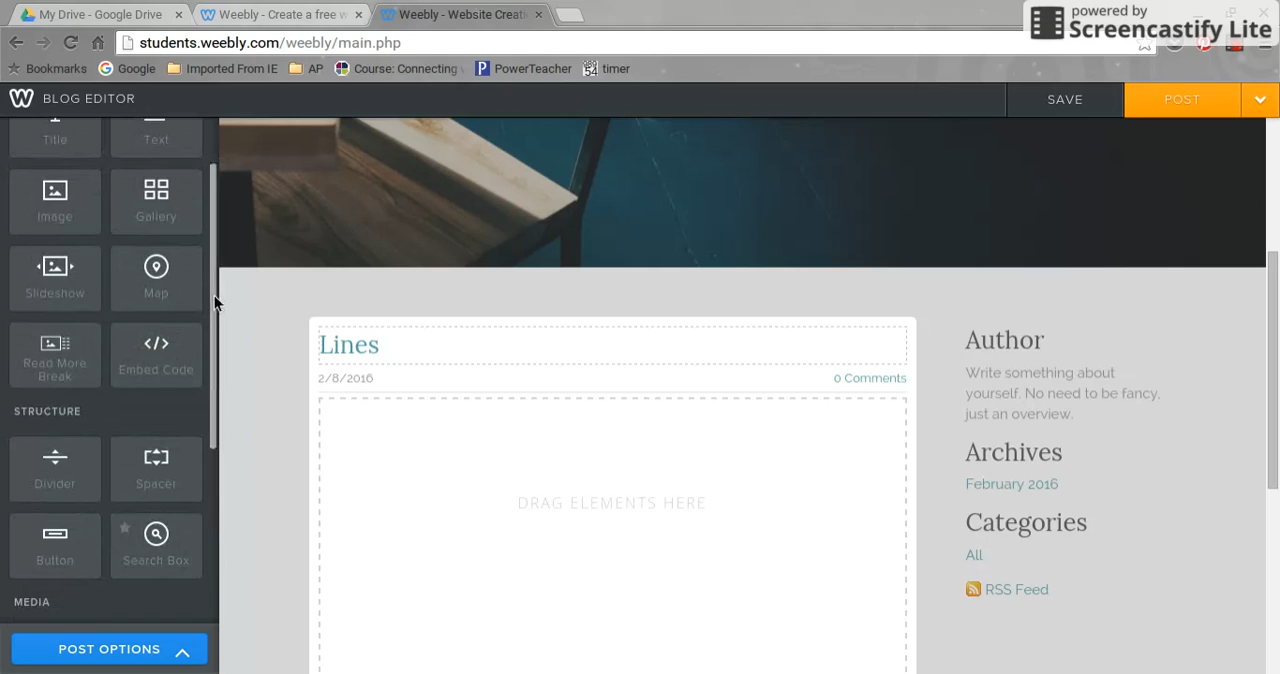 My Drive - Google Drive
Weebly - Create a free w
Weebly - Website Creati
powered by
Screencastify Lite
students.weebly.com/weebly/main.php
Bookmarks
Google
Imported From IE
AP
Course: Connecting
PowerTeacher
timer
BLOG EDITOR
SAVE
POST
Title
Text
Image
Gallery
Slideshow
Map
Read More
Break
Embed Code
STRUCTURE
Divider
Spacer
Button
Search Box
MEDIA
POST OPTIONS
Lines
2/8/2016
0 Comments
DRAG ELEMENTS HERE
Author
Write something about
yourself. No need to be fancy,
just an overview.
Archives
February 2016
Categories
All
RSS Feed